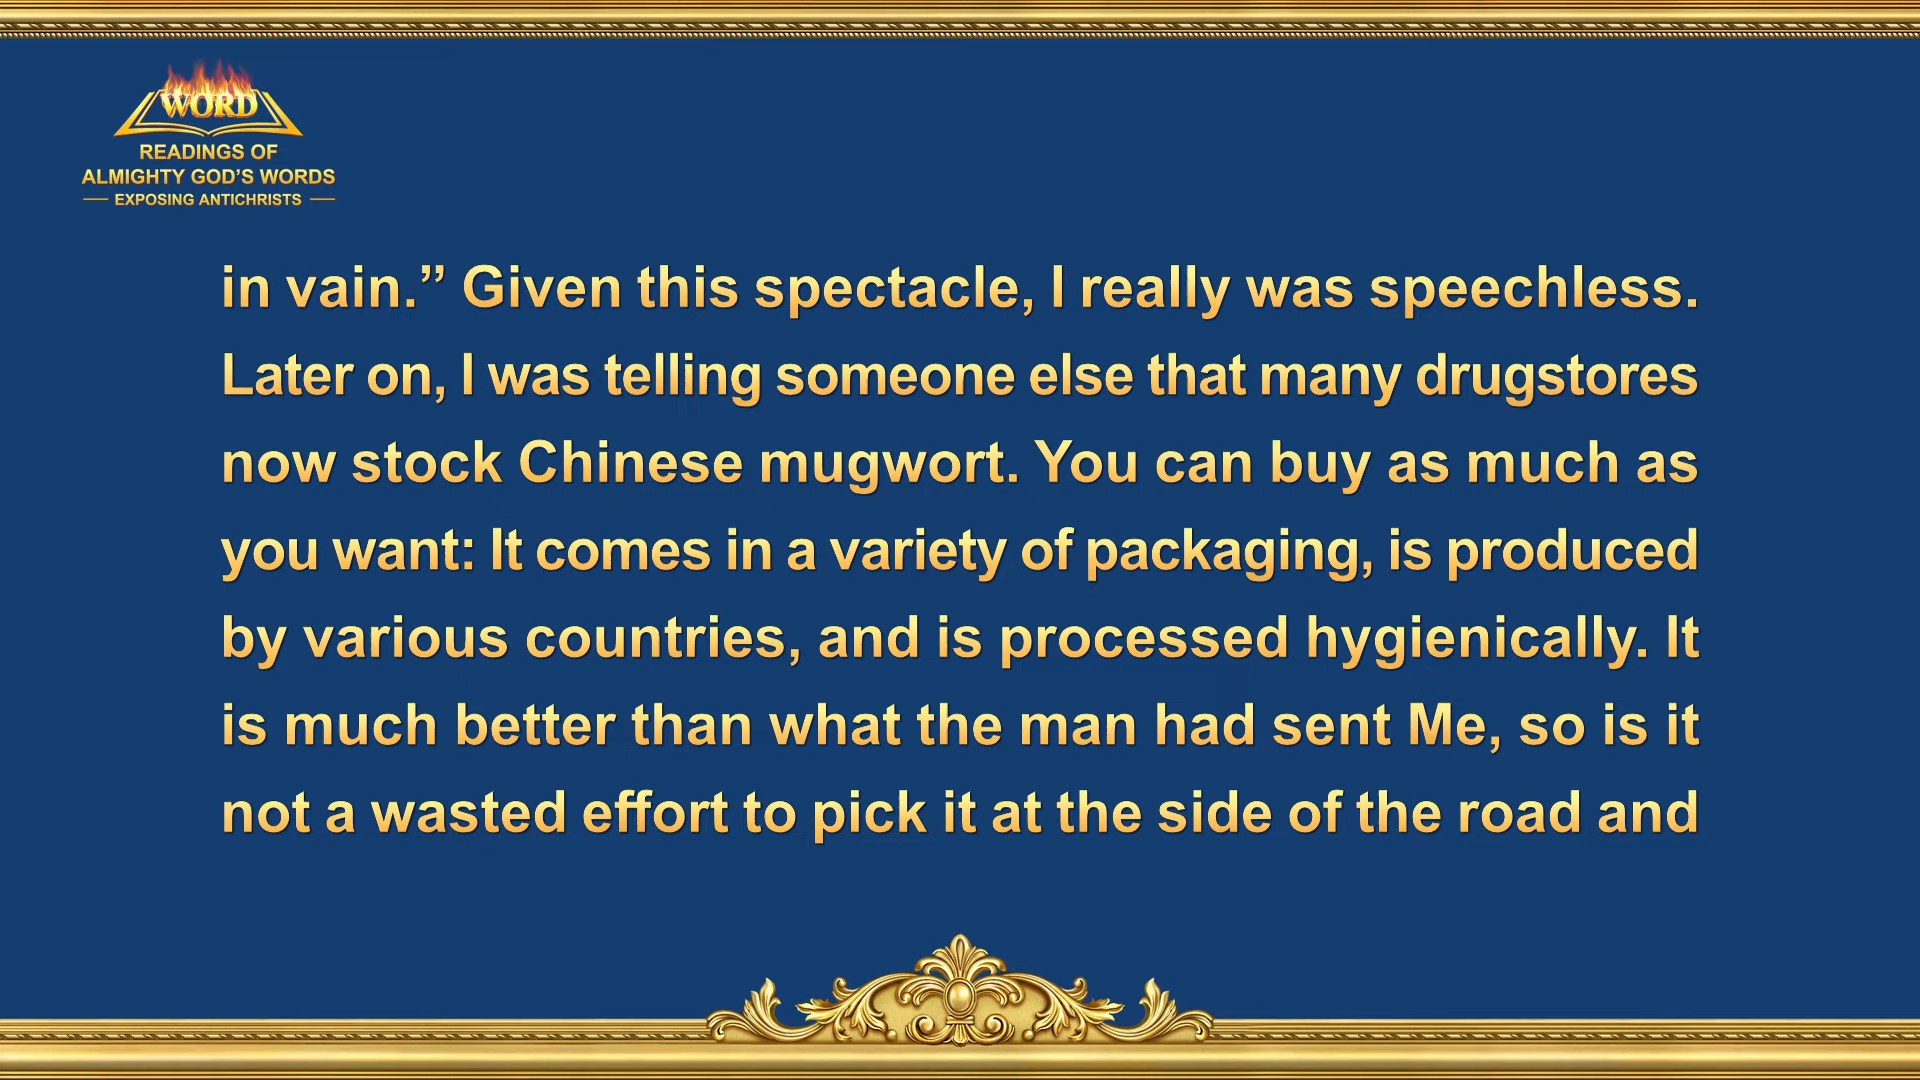 WORD
READINGS OF
ALMIGHTY GOD’S WORDS
EXPOSING ANTICHRISTS
in vain.” Given this spectacle, I really was speechless.
Later on, I was telling someone else that many drugstores
now stock Chinese mugwort. You can buy as much as
you want: It comes in a variety of packaging, is produced
by various countries, and is processed hygienically. It
is much better than what the man had sent Me, so is it
not a wasted effort to pick it at the side of the road and